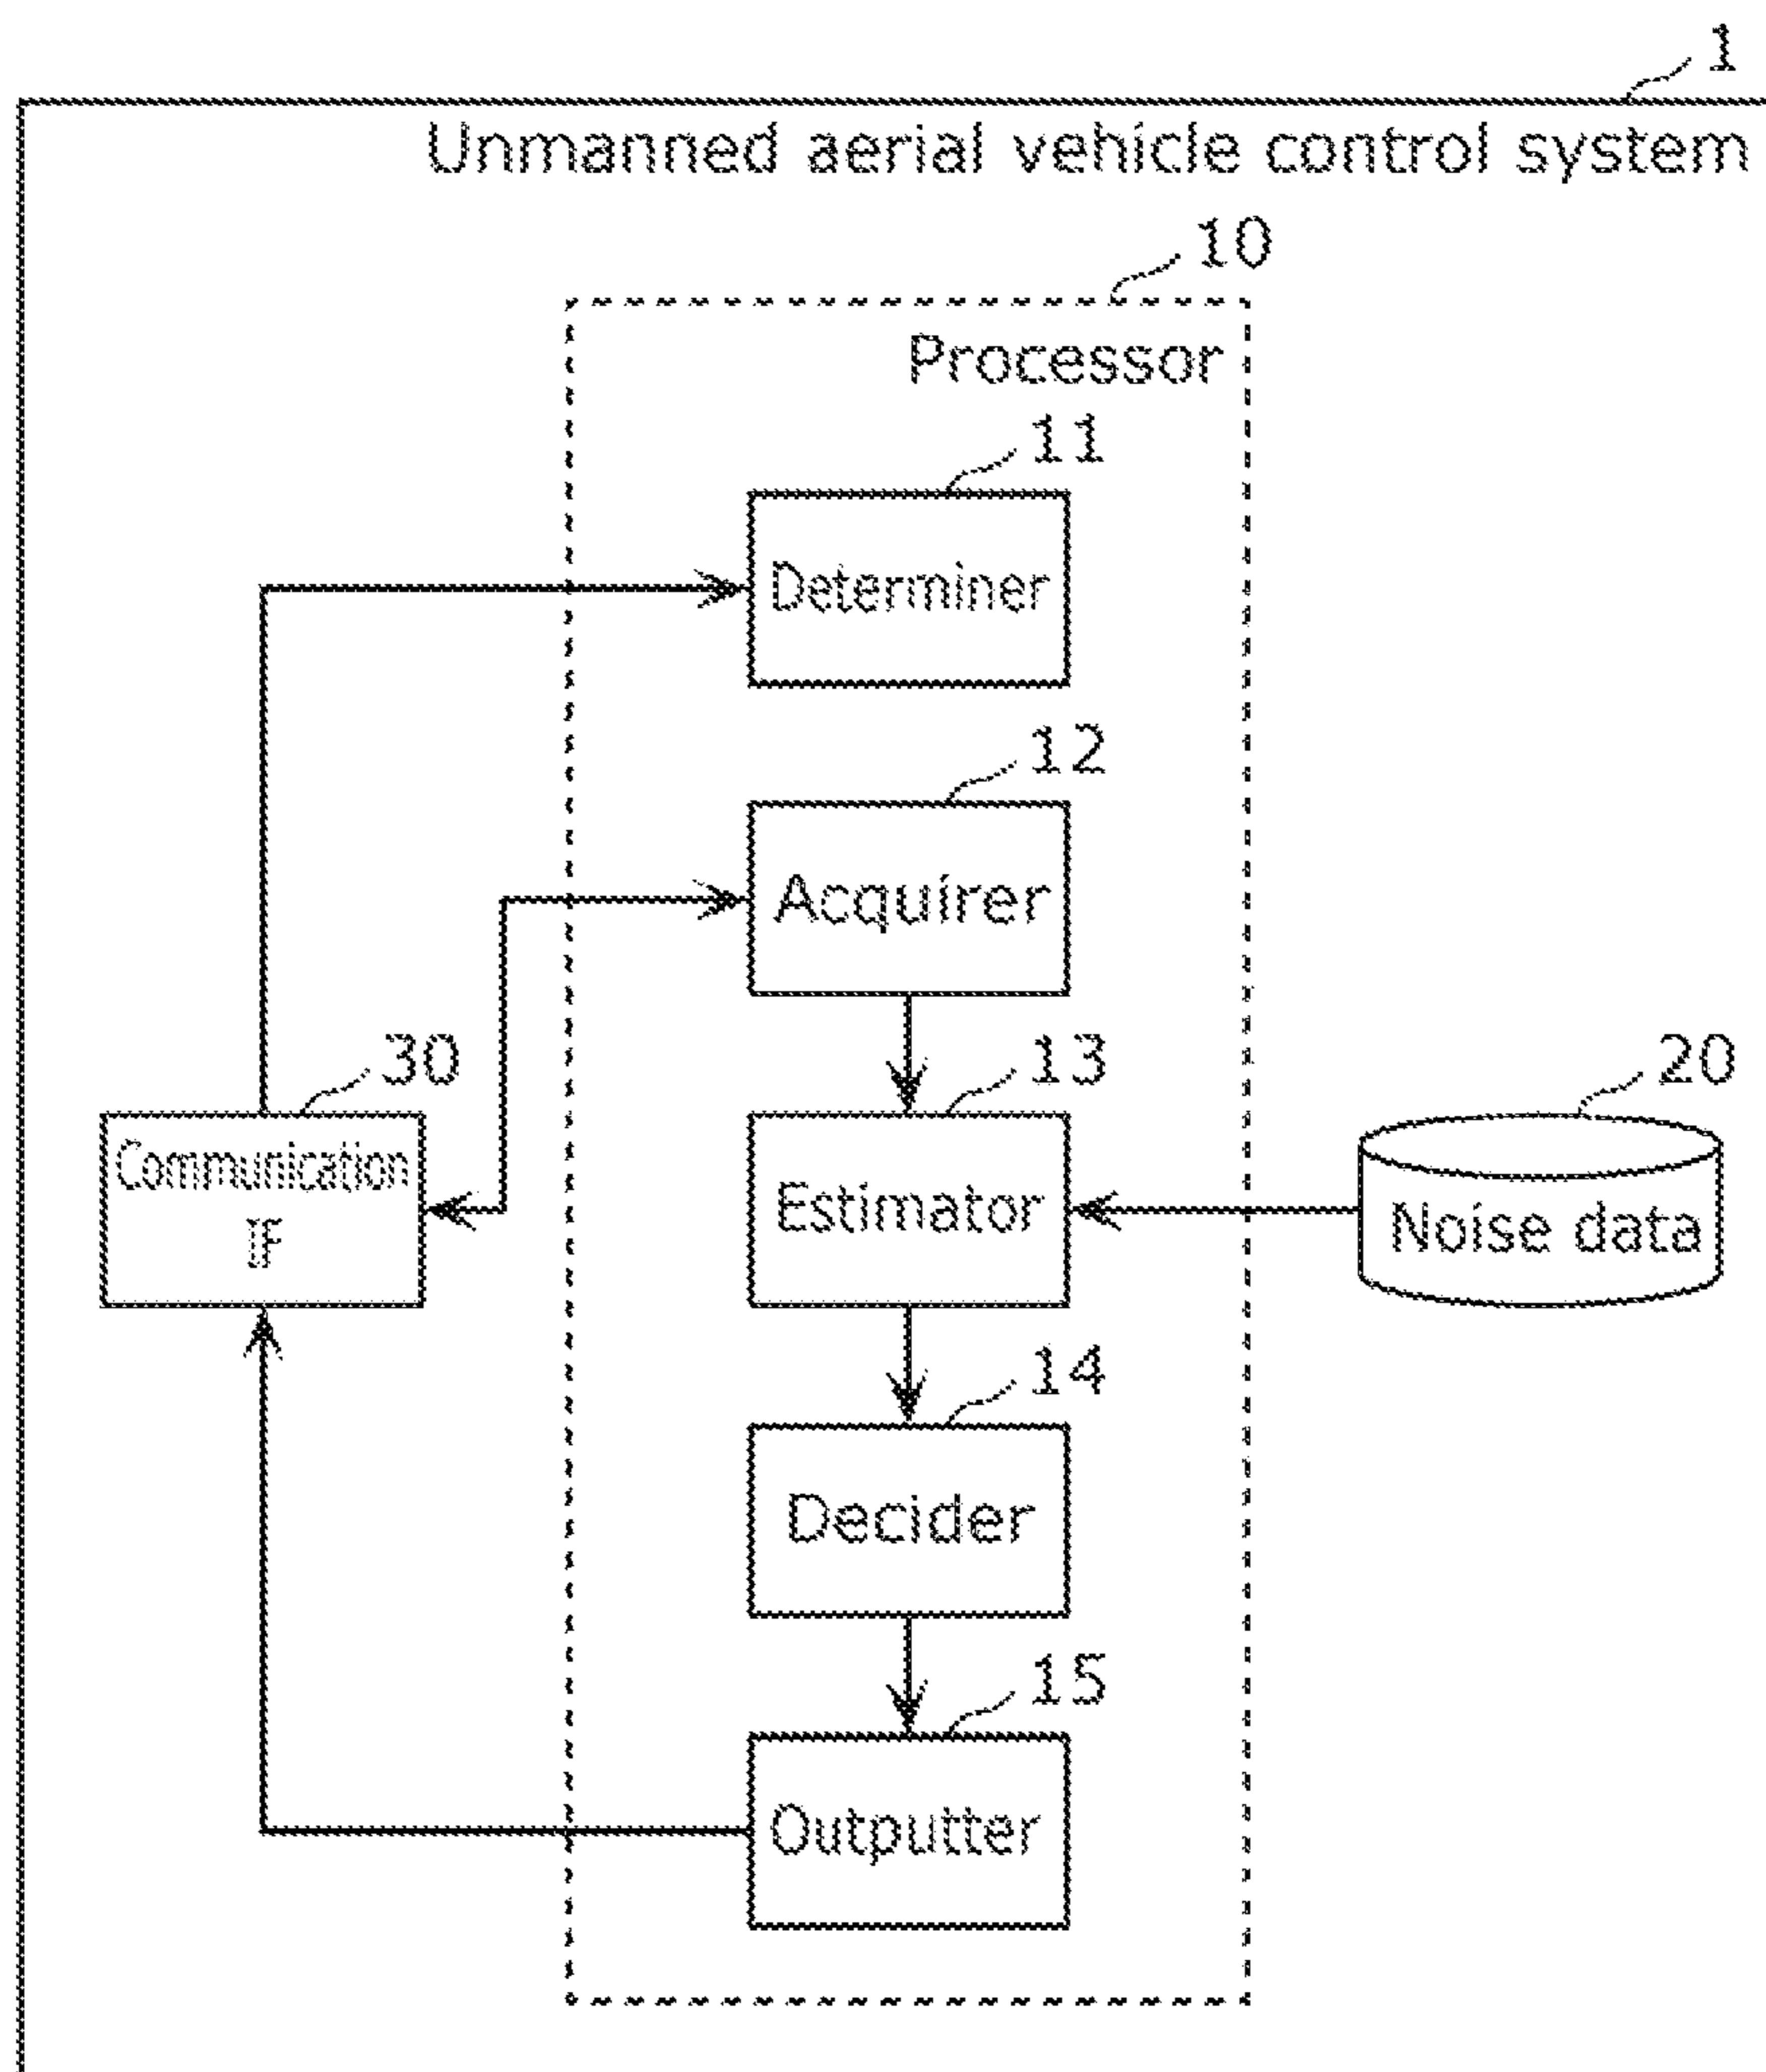 1
Unmanned aerial vehicle control system
10
Processor
11
Determiner
12
Acquirer
30
13
20
Communication
IF
Estimator
Noise data
14
Decider
15
Outputter